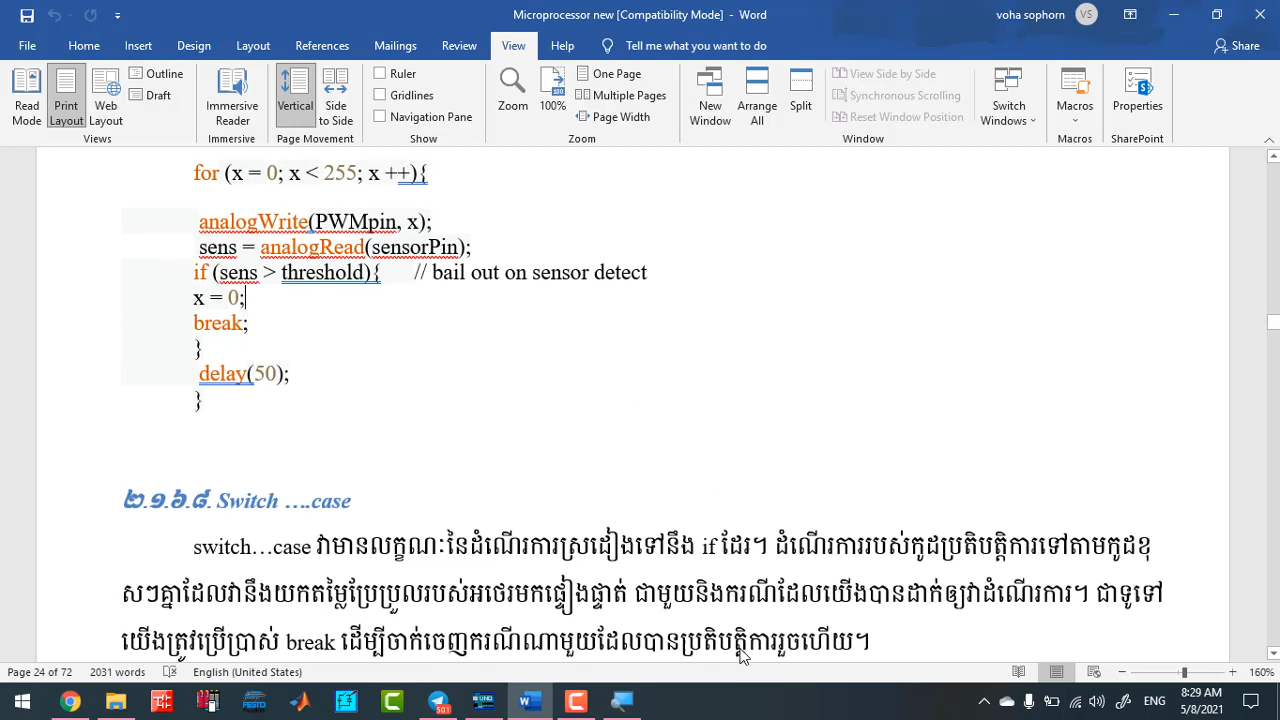 Microprocessor new [Compatibility Mode] - Word
voha sophorn
VS
File
Home
Insert
Design
Layout
References
Mailings
Review
View
Help
Tell me what you want to do
Share
Read Mode
Print Layout
Web Layout
Outline
Draft
Views
Immersive Reader
Immersive
Vertical
Side to Side
Page Movement
Ruler
Gridlines
Navigation Pane
Show
Zoom
100%
One Page
Multiple Pages
Page Width
Zoom
New Window
Arrange All
Split
View Side by Side
Synchronous Scrolling
Reset Window Position
Window
Switch Windows
Macros
Macros
Properties
SharePoint
for (x = 0; x < 255; x ++){
analogWrite(PWMpin, x);
sens = analogRead(sensorPin);
if (sens > threshold){ // bail out on sensor detect
x = 0;
break;
}
delay(50);
}
២.១.៦.៨. Switch ….case
switch…case វាមានលក្ខណៈនៃដំណើរការស្រដៀងទៅនឹង if ដែរ។ ដំណើរការរបស់កូដប្រតិបត្តិការទៅតាមកូដខុ
សៗគ្នាដែលវានឹងយកតម្លៃប្រែប្រួលរបស់អថេរមកផ្ទៀងផ្ទាត់ ជាមួយនិងករណីដែលយើងបានដាក់ឲ្យវាដំណើរការ។ ជាទូទៅ
យើងត្រូវប្រើប្រាស់ break ដើម្បីចាក់ចេញករណីណាមួយដែលបានប្រតិបត្តិការរួចហើយ។
Page 24 of 72
2031 words
English (United States)
160%
501
ENG
8:29 AM
5/8/2021